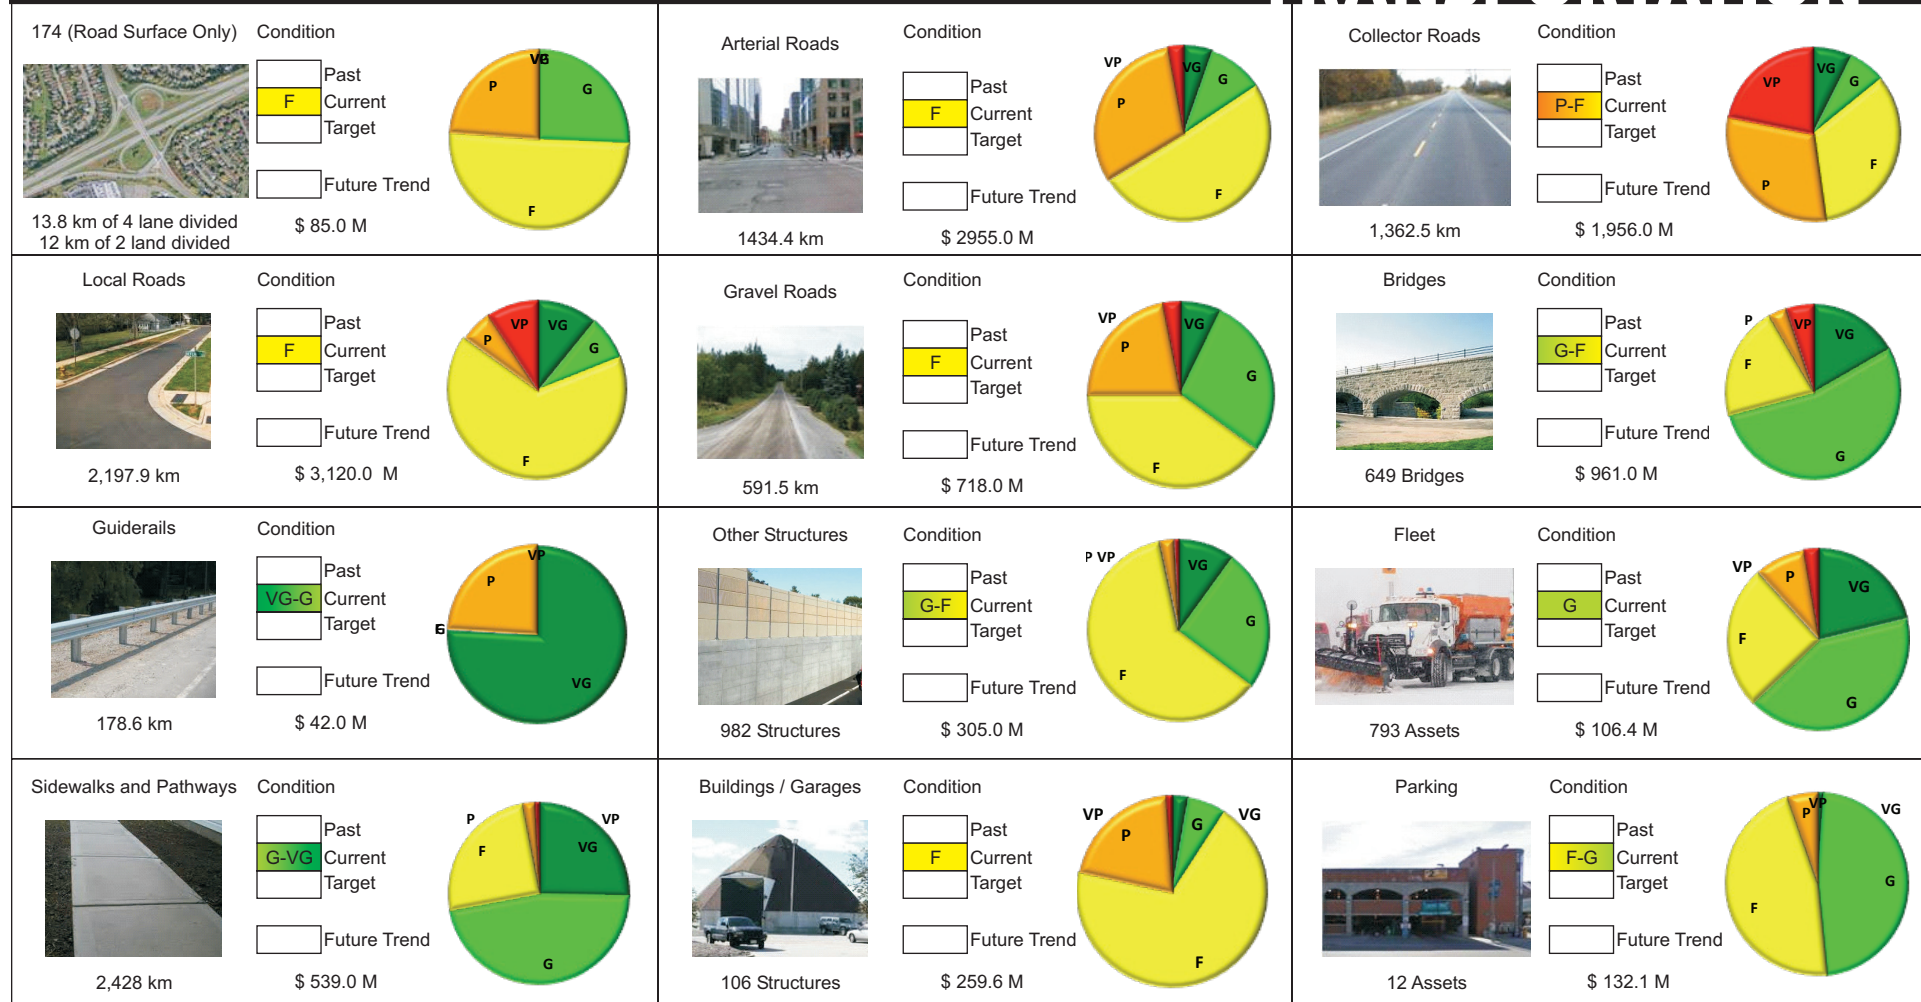 174 (Road Surface Only)
Condition
Past
F
Current
Target
Future Trend
13.8 km of 4 lane divided
12 km of 2 land divided
$ 85.0 M
P
G
F
Arterial Roads
Condition
Past
F
Current
Target
Future Trend
1434.4 km
$ 2955.0 M
VP
VG
G
P
F
Collector Roads
Condition
Past
P-F
Current
Target
Future Trend
1,362.5 km
$ 1,956.0 M
VP
VG
G
F
P
Local Roads
Condition
Past
F
Current
Target
Future Trend
2,197.9 km
$ 3,120.0 M
VP
VG
P
G
F
Gravel Roads
Condition
Past
F
Current
Target
Future Trend
591.5 km
$ 718.0 M
VP
VG
P
G
F
Bridges
Condition
Past
G-F
Current
Target
Future Trend
649 Bridges
$ 961.0 M
P
VP
VG
F
G
Guiderails
Condition
Past
VG-G
Current
Target
Future Trend
178.6 km
$ 42.0 M
VP
P
VG
Other Structures
Condition
Past
G-F
Current
Target
Future Trend
982 Structures
$ 305.0 M
P VP
VG
G
F
Fleet
Condition
Past
G
Current
Target
Future Trend
793 Assets
$ 106.4 M
VP
P
VG
F
G
Sidewalks and Pathways
Condition
Past
G-VG
Current
Target
Future Trend
2,428 km
$ 539.0 M
P
VP
F
VG
G
Buildings / Garages
Condition
Past
F
Current
Target
Future Trend
106 Structures
$ 259.6 M
VP
VG
P
G
F
Parking
Condition
Past
F-G
Current
Target
Future Trend
12 Assets
$ 132.1 M
P
VP
VG
G
F